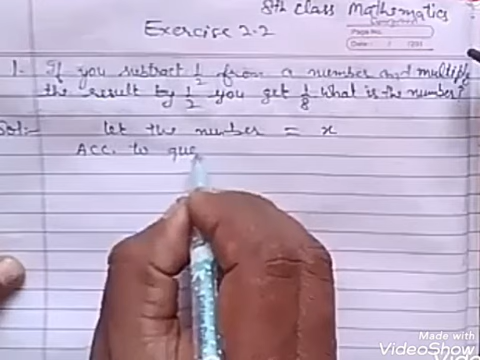 8th class Mathematics
Exercise 2.2
Page No.
Date: / /202
1. If you subtract 1/2 from a number and multiply
the result by 1/2 you get 1/8 what is the number?
Sol:- let the number = x
Acc. to que
Made with
VideoShow